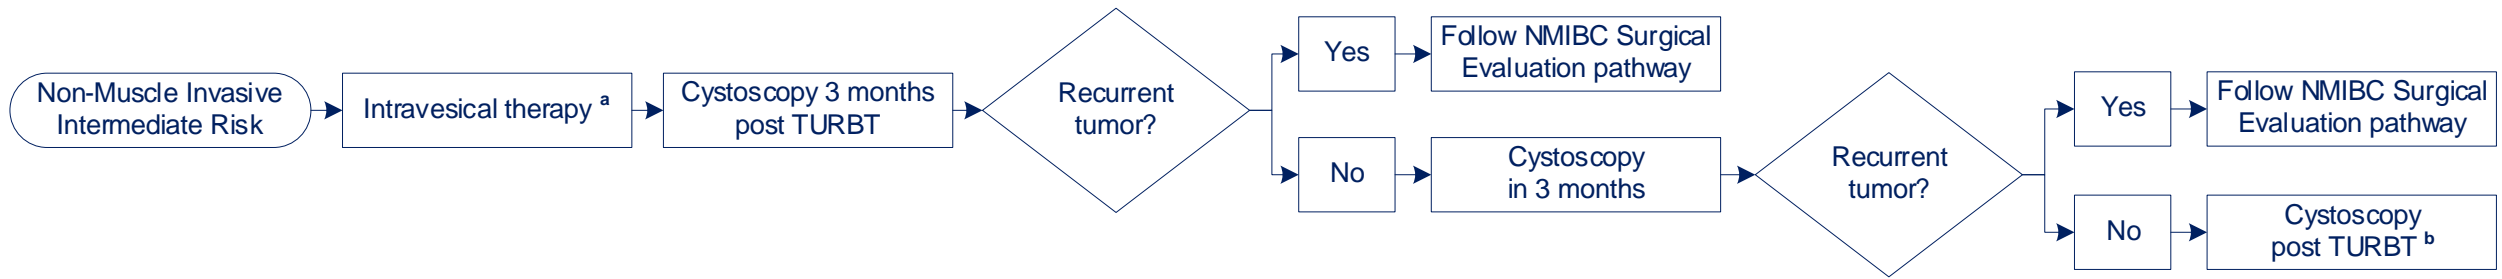 Non-Muscle Invasive
Intermediate Risk
Intravesical therapy a
Cystoscopy 3 months
post TURBT
Recurrent
tumor?
Yes
Follow NMIBC Surgical
Evaluation pathway
No
Cystoscopy
in 3 months
Recurrent
tumor?
Yes
Follow NMIBC Surgical
Evaluation pathway
No
Cystoscopy
post TURBT b